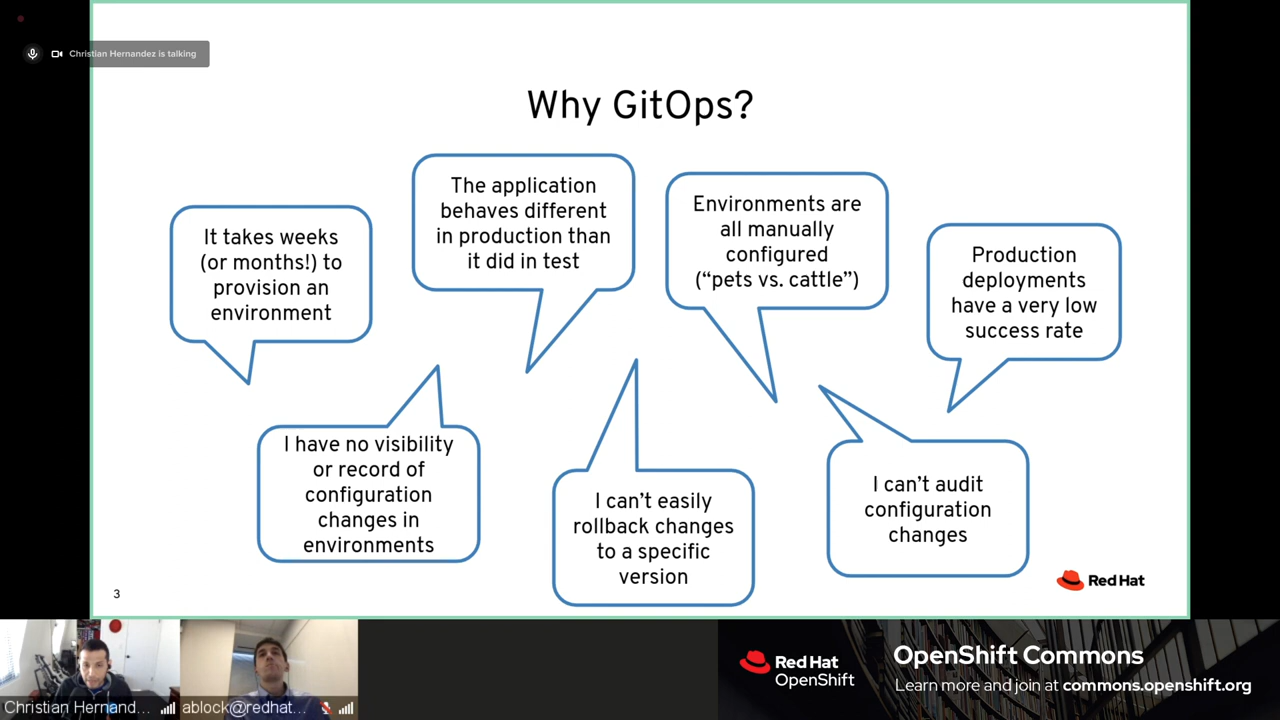 Christian Hernandez is talking
Why GitOps?
It takes weeks
(or months!) to
provision an
environment
The application
behaves different
in production than
it did in test
Environments are
all manually
configured
(“pets vs. cattle”)
Production
deployments
have a very low
success rate
I have no visibility
or record of
configuration
changes in
environments
I can’t easily
rollback changes
to a specific
version
I can’t audit
configuration
changes
Red Hat
3
Christian Hernand...
ablock@redhat...
Red Hat
OpenShift
OpenShift Commons
Learn more and join at commons.openshift.org